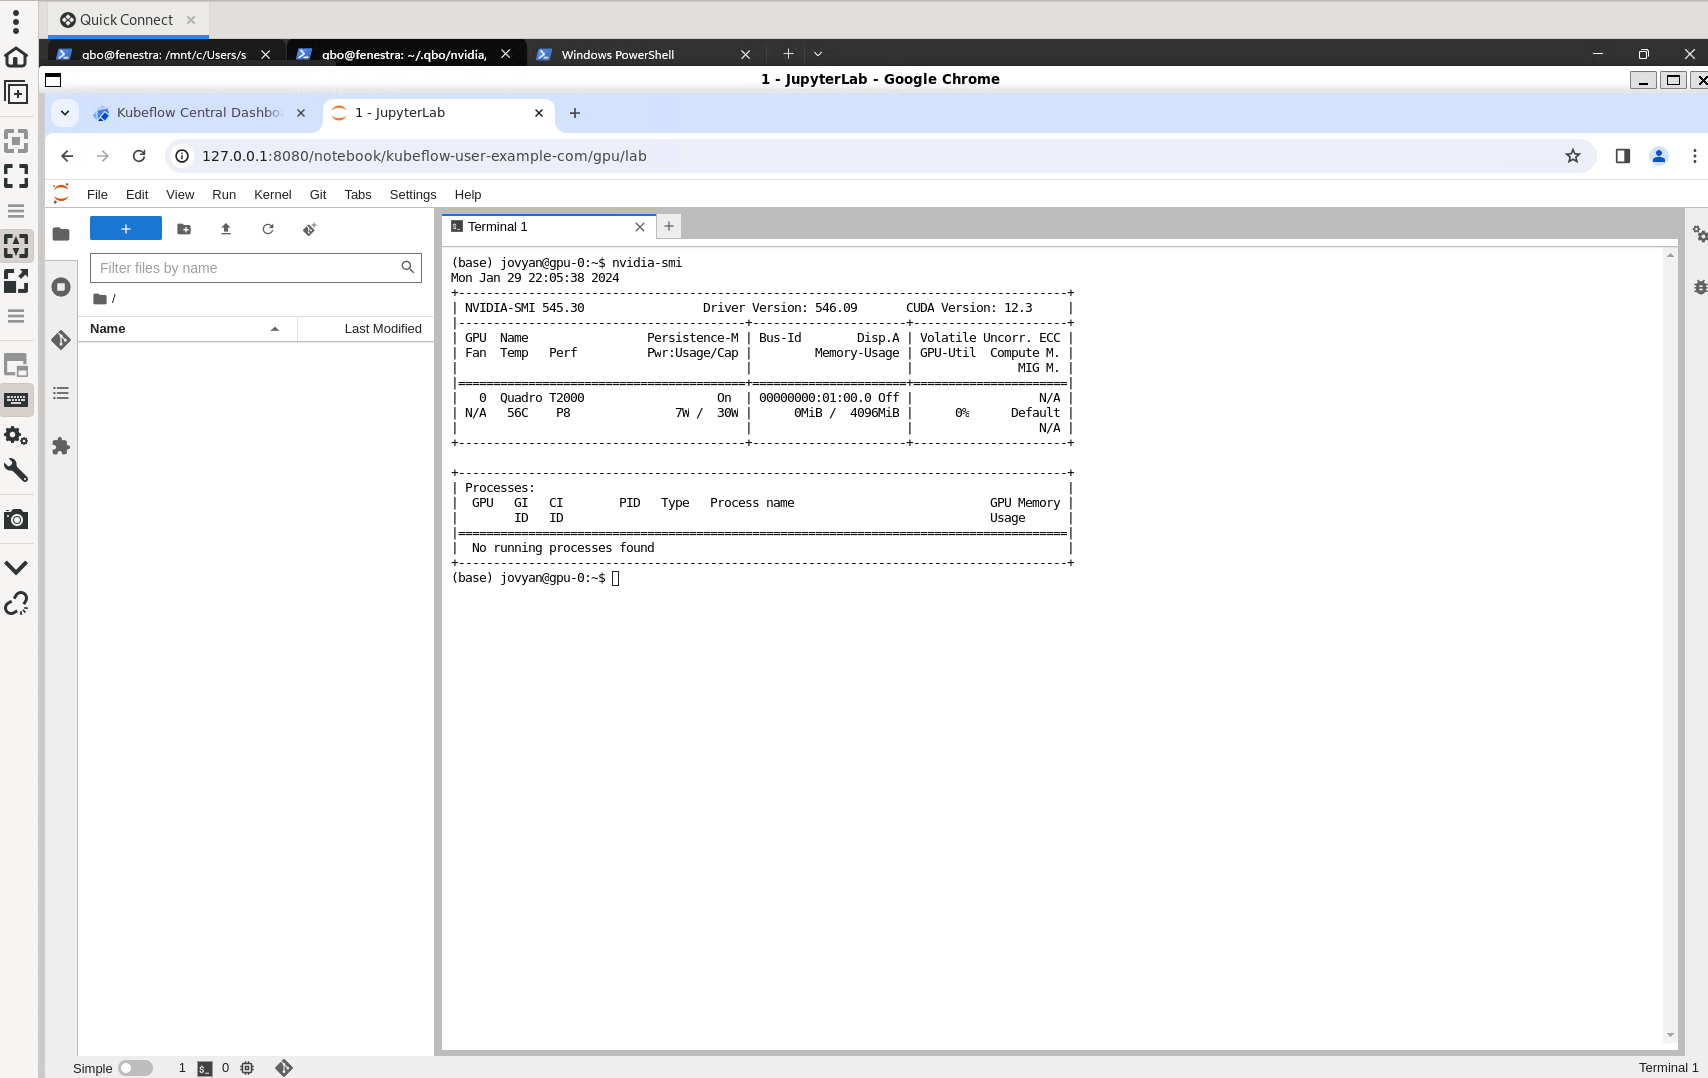 Quick Connect
qbo@fenestra: /mnt/c/Users/s
qbo@fenestra: ~/.qbo/nvidia,
Windows PowerShell
1 - JupyterLab - Google Chrome
Kubeflow Central Dashboa
1 - JupyterLab
127.0.0.1:8080/notebook/kubeflow-user-example-com/gpu/lab
File Edit View Run Kernel Git Tabs Settings Help
Filter files by name
/
Name Last Modified
Terminal 1
(base) jovyan@gpu-0:~$ nvidia-smi
Mon Jan 29 22:05:38 2024
+---------------------------------------------------------------------------------------+
| NVIDIA-SMI 545.30                 Driver Version: 546.09       CUDA Version: 12.3     |
|-----------------------------------------+----------------------+----------------------+
| GPU  Name                 Persistence-M | Bus-Id        Disp.A | Volatile Uncorr. ECC |
| Fan  Temp   Perf          Pwr:Usage/Cap |         Memory-Usage | GPU-Util  Compute M. |
|                                         |                      |               MIG M. |
|=========================================+======================+======================|
|   0  Quadro T2000                   On  | 00000000:01:00.0 Off |                  N/A |
| N/A   56C    P8               7W /  30W |      0MiB /  4096MiB |      0%      Default |
|                                         |                      |                  N/A |
+-----------------------------------------+----------------------+----------------------+
+---------------------------------------------------------------------------------------+
| Processes:                                                                            |
|  GPU   GI   CI        PID   Type   Process name                            GPU Memory |
|        ID   ID                                                             Usage      |
|=======================================================================================|
|  No running processes found                                                           |
+---------------------------------------------------------------------------------------+
(base) jovyan@gpu-0:~$
Simple 1 $_ 0
Terminal 1